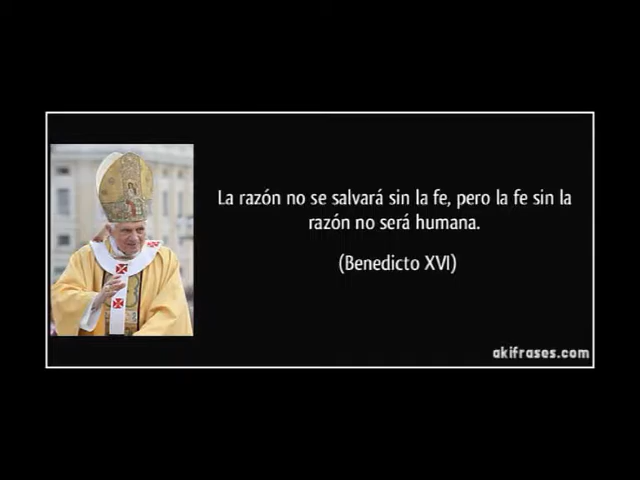 La razón no se salvará sin la fe, pero la fe sin la
razón no será humana.
(Benedicto XVI)
akifrases.com